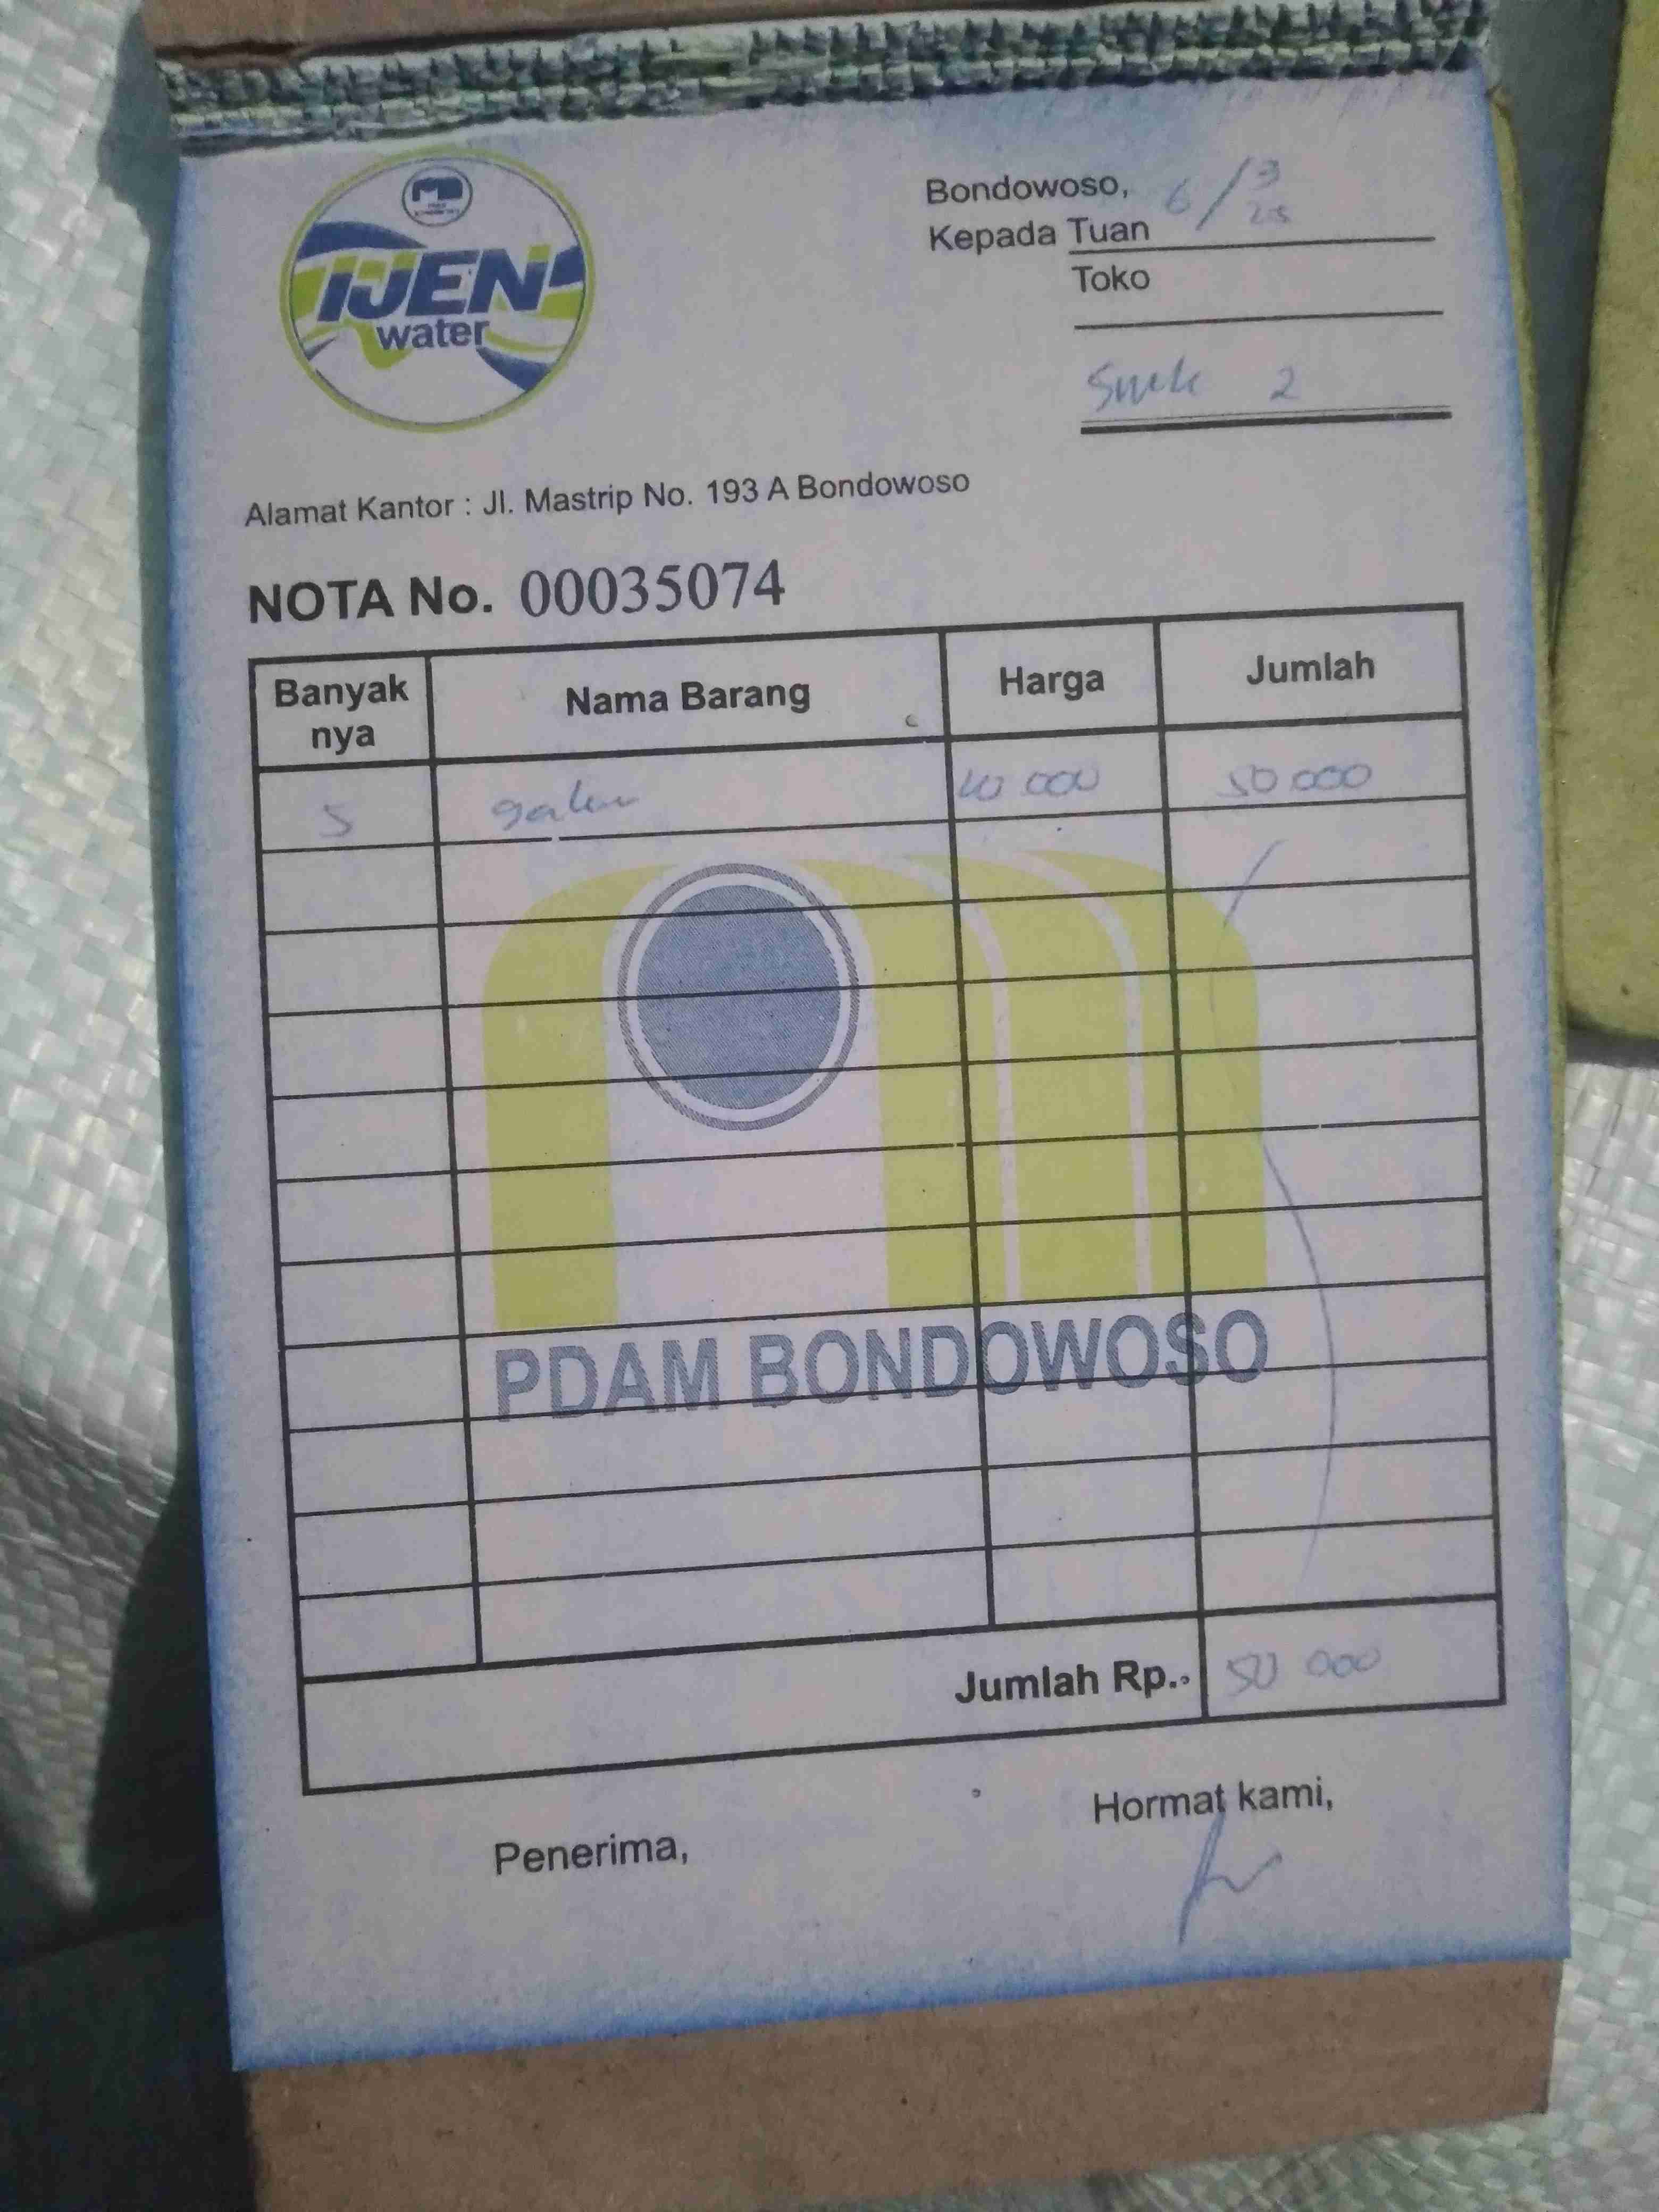 IJEN
water
Bondowoso, 6/3 25
Kepada Tuan
Toko
Smk 2
Alamat Kantor : Jl. Mastrip No. 193 A Bondowoso
NOTA No. 00035074
Banyak nya Nama Barang Harga Jumlah
5 galon 10 000 50 000
PDAM BONDOWOSO
Jumlah Rp.. 50 000
Penerima, Hormat kami,